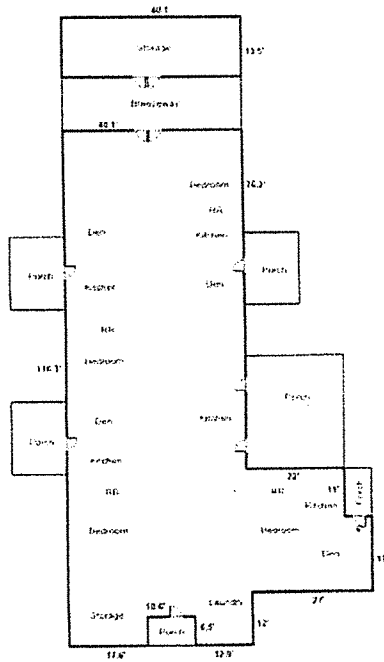 40.1'
Storage
13.5'
Breezeway
40.1'
76.2'
Bedroom
BR
Den
Kitchen
Porch
Porch
Kitchen
Den
BR
Bedroom
116.3'
Porch
Den
Kitchen
Porch
Kitchen
22'
BR
BR
11'
Porch
Kitchen
Bedroom
Bedroom
Den
27'
Storage
10.6'
Laundry
Porch
6.5'
12'
17.6'
12.9'